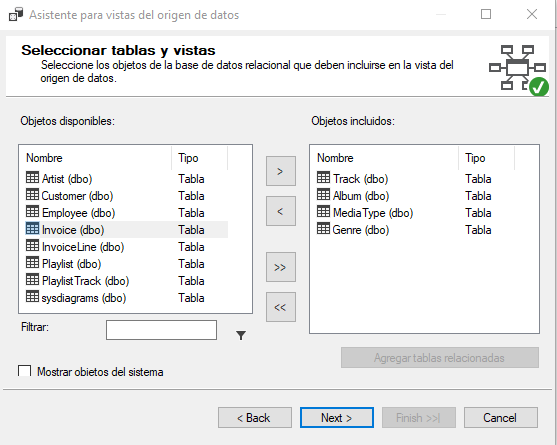 Asistente para vistas del origen de datos
Seleccionar tablas y vistas
Seleccione los objetos de la base de datos relacional que deben incluirse en la vista del
origen de datos.
Objetos disponibles:
Nombre Tipo
Artist (dbo) Tabla
Customer (dbo) Tabla
Employee (dbo) Tabla
Invoice (dbo) Tabla
InvoiceLine (dbo) Tabla
Playlist (dbo) Tabla
PlaylistTrack (dbo) Tabla
sysdiagrams (dbo) Tabla
Filtrar:
Mostrar objetos del sistema
>
<
>>
<<
Objetos incluidos:
Nombre Tipo
Track (dbo) Tabla
Album (dbo) Tabla
MediaType (dbo) Tabla
Genre (dbo) Tabla
Agregar tablas relacionadas
< Back Next > Finish >>| Cancel